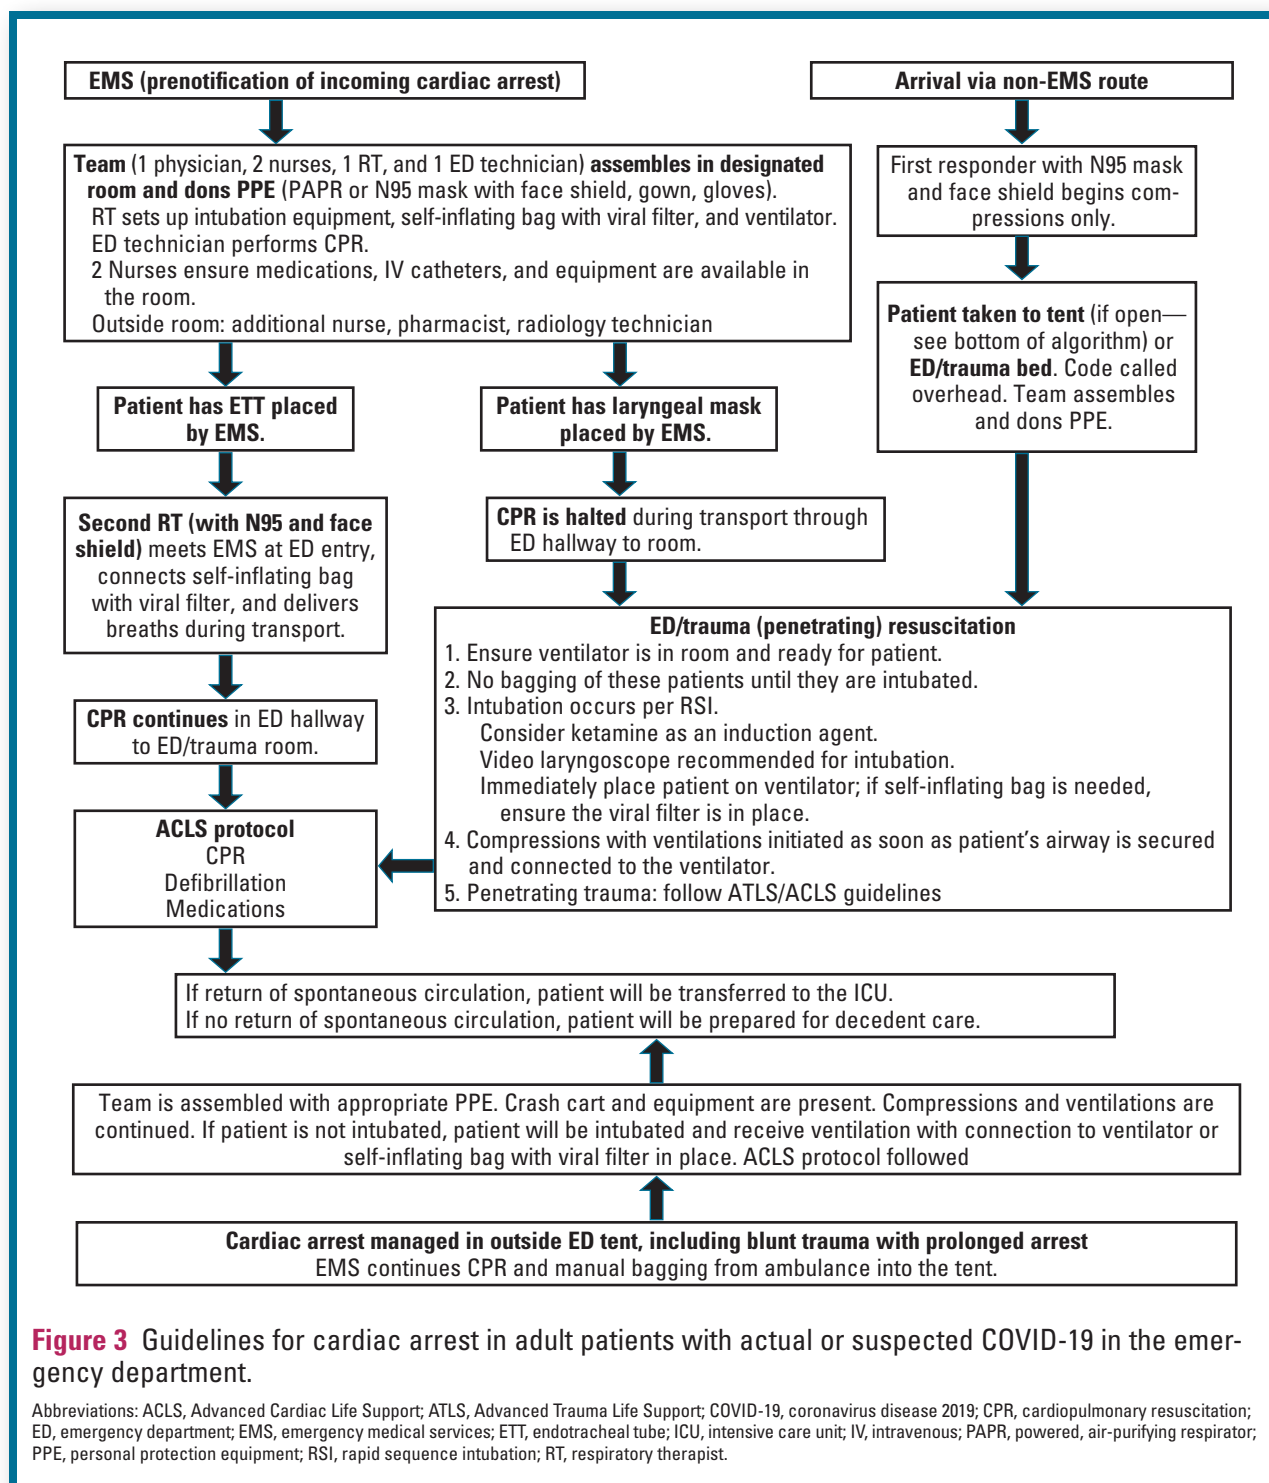 EMS (prenotification of incoming cardiac arrest)
Team (1 physician, 2 nurses, 1 RT, and 1 ED technician) assembles in designated
room and dons PPE (PAPR or N95 mask with face shield, gown, gloves).
RT sets up intubation equipment, self-inflating bag with viral filter, and ventilator.
ED technician performs CPR.
2 Nurses ensure medications, IV catheters, and equipment are available in
the room.
Outside room: additional nurse, pharmacist, radiology technician
Arrival via non-EMS route
First responder with N95 mask
and face shield begins com-
pressions only.
Patient taken to tent (if open—
see bottom of algorithm) or
ED/trauma bed. Code called
overhead. Team assembles
and dons PPE.
Patient has ETT placed
by EMS.
Second RT (with N95 and face
shield) meets EMS at ED entry,
connects self-inflating bag
with viral filter, and delivers
breaths during transport.
CPR continues in ED hallway
to ED/trauma room.
Patient has laryngeal mask
placed by EMS.
CPR is halted during transport through
ED hallway to room.
ED/trauma (penetrating) resuscitation
1. Ensure ventilator is in room and ready for patient.
2. No bagging of these patients until they are intubated.
3. Intubation occurs per RSI.
Consider ketamine as an induction agent.
Video laryngoscope recommended for intubation.
Immediately place patient on ventilator; if self-inflating bag is needed,
ensure the viral filter is in place.
4. Compressions with ventilations initiated as soon as patient's airway is secured
and connected to the ventilator.
5. Penetrating trauma: follow ATLS/ACLS guidelines
ACLS protocol
CPR
Defibrillation
Medications
If return of spontaneous circulation, patient will be transferred to the ICU.
If no return of spontaneous circulation, patient will be prepared for decedent care.
Team is assembled with appropriate PPE. Crash cart and equipment are present. Compressions and ventilations are
continued. If patient is not intubated, patient will be intubated and receive ventilation with connection to ventilator or
self-inflating bag with viral filter in place. ACLS protocol followed
Cardiac arrest managed in outside ED tent, including blunt trauma with prolonged arrest
EMS continues CPR and manual bagging from ambulance into the tent.
Figure 3 Guidelines for cardiac arrest in adult patients with actual or suspected COVID-19 in the emer-
gency department.
Abbreviations: ACLS, Advanced Cardiac Life Support; ATLS, Advanced Trauma Life Support; COVID-19, coronavirus disease 2019; CPR, cardiopulmonary resuscitation;
ED, emergency department; EMS, emergency medical services; ETT, endotracheal tube; ICU, intensive care unit; IV, intravenous; PAPR, powered, air-purifying respirator;
PPE, personal protection equipment; RSI, rapid sequence intubation; RT, respiratory therapist.